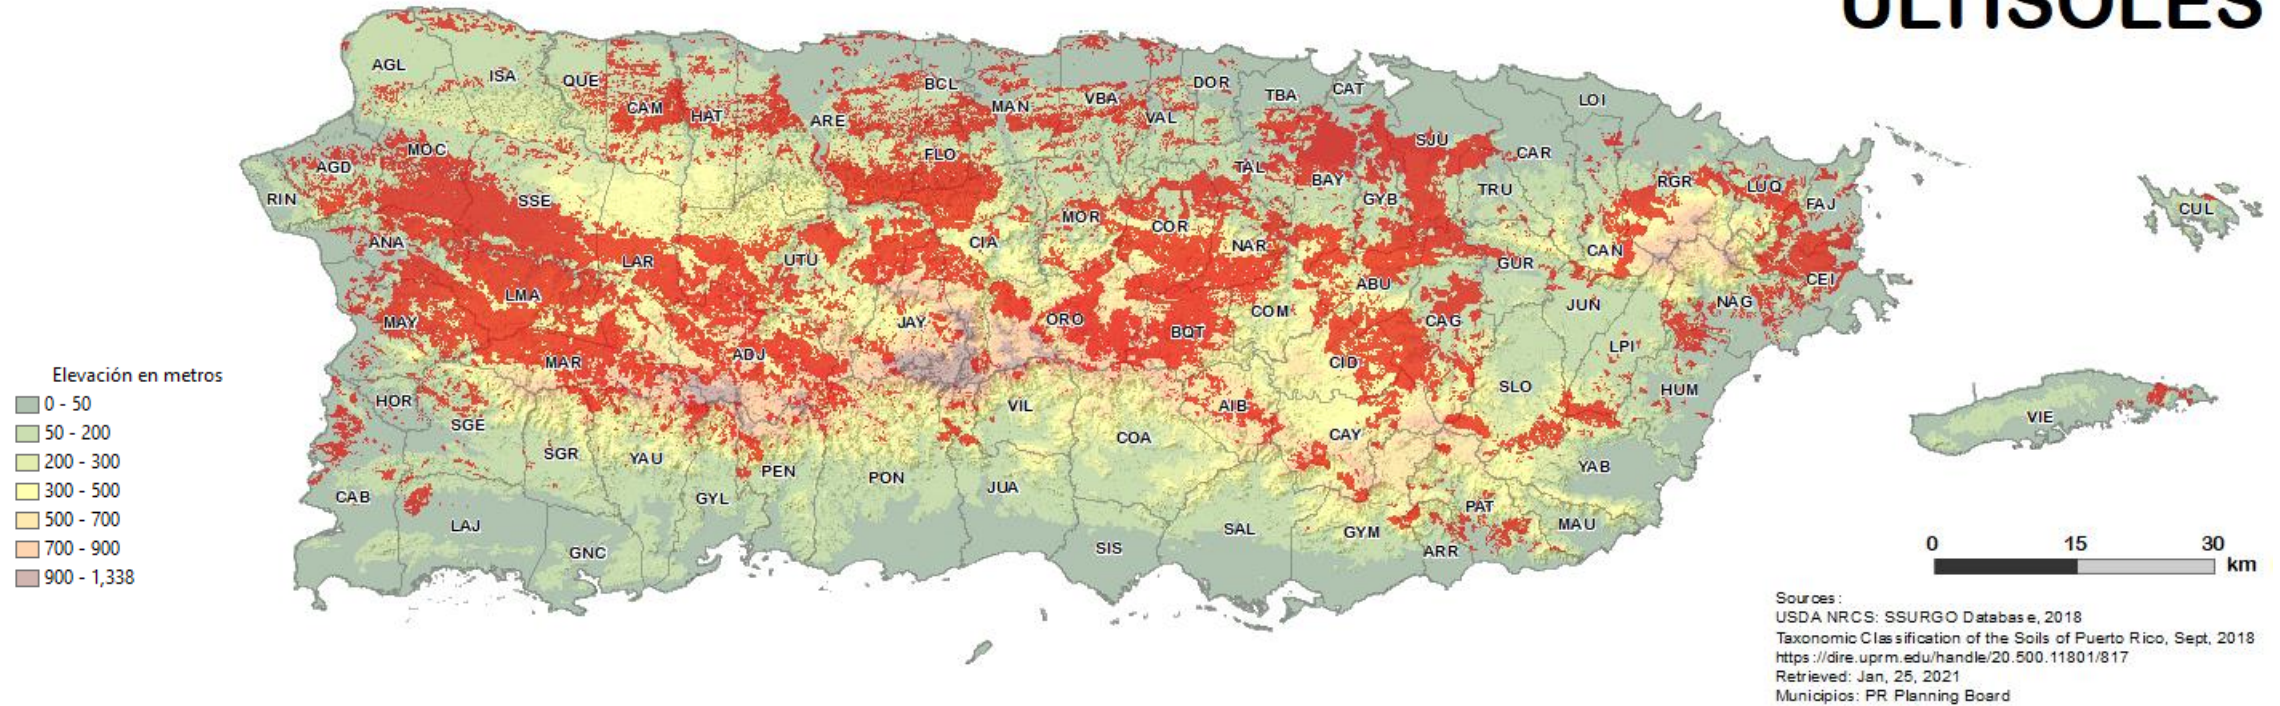 ULTISOLES
AGL
ISA
QUE
CAM
HAT
ARE
BCL
MAN
VBA
VAL
DOR
TBA
CAT
LOI
SJU
CAR
MOC
AGD
RIN
SSE
FLO
TAL
BAY
GYB
TRU
RGR
LUQ
FAJ
CUL
ANA
LAR
UTU
CIA
MOR
COR
NAR
GUR
CAN
CEI
LMA
MAY
JAY
ORO
BQT
COM
ABU
CAG
JUN
NAG
LPI
MAR
ADJ
CID
SLO
HUM
HOR
SGE
VIL
AIB
VIE
SGR
YAU
PEN
PON
COA
CAY
YAB
CAB
LAJ
GYL
JUA
SAL
GYM
PAT
MAU
GNC
SIS
ARR
Elevación en metros
0 - 50
50 - 200
200 - 300
300 - 500
500 - 700
700 - 900
900 - 1,338
0 15 30
km
Sources:
USDA NRCS: SSURGO Database, 2018
Taxonomic Classification of the Soils of Puerto Rico, Sept, 2018
https://dire.uprm.edu/handle/20.500.11801/817
Retrieved: Jan, 25, 2021
Municipios: PR Planning Board